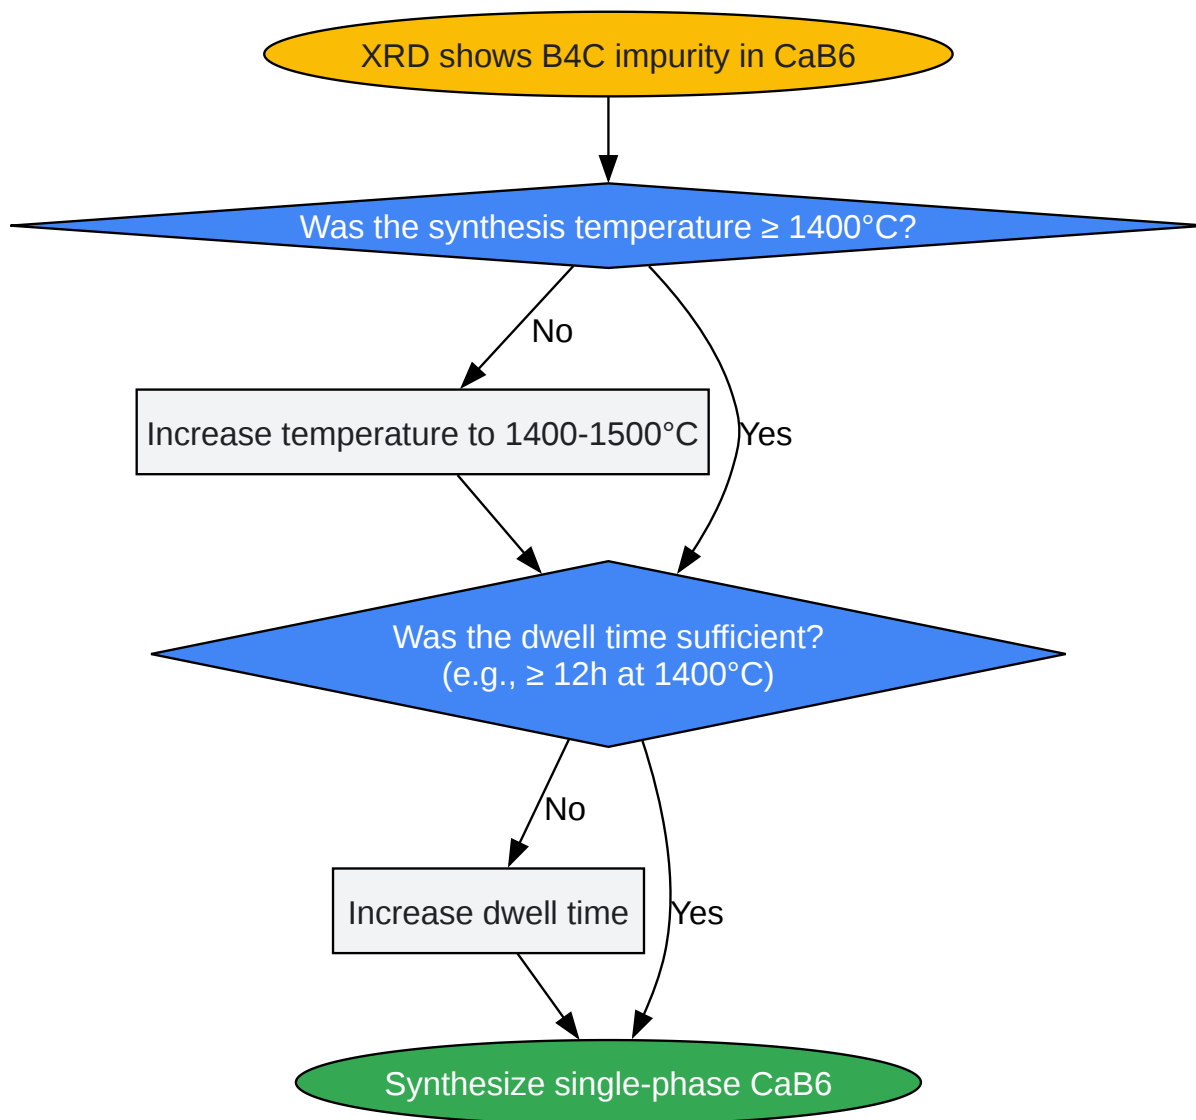 XRD shows B4C impurity in CaB6
Was the synthesis temperature ≥ 1400°C?
No
Increase temperature to 1400-1500°C
Yes
Was the dwell time sufficient?
(e.g., ≥ 12h at 1400°C)
No
Increase dwell time
Yes
Synthesize single-phase CaB6